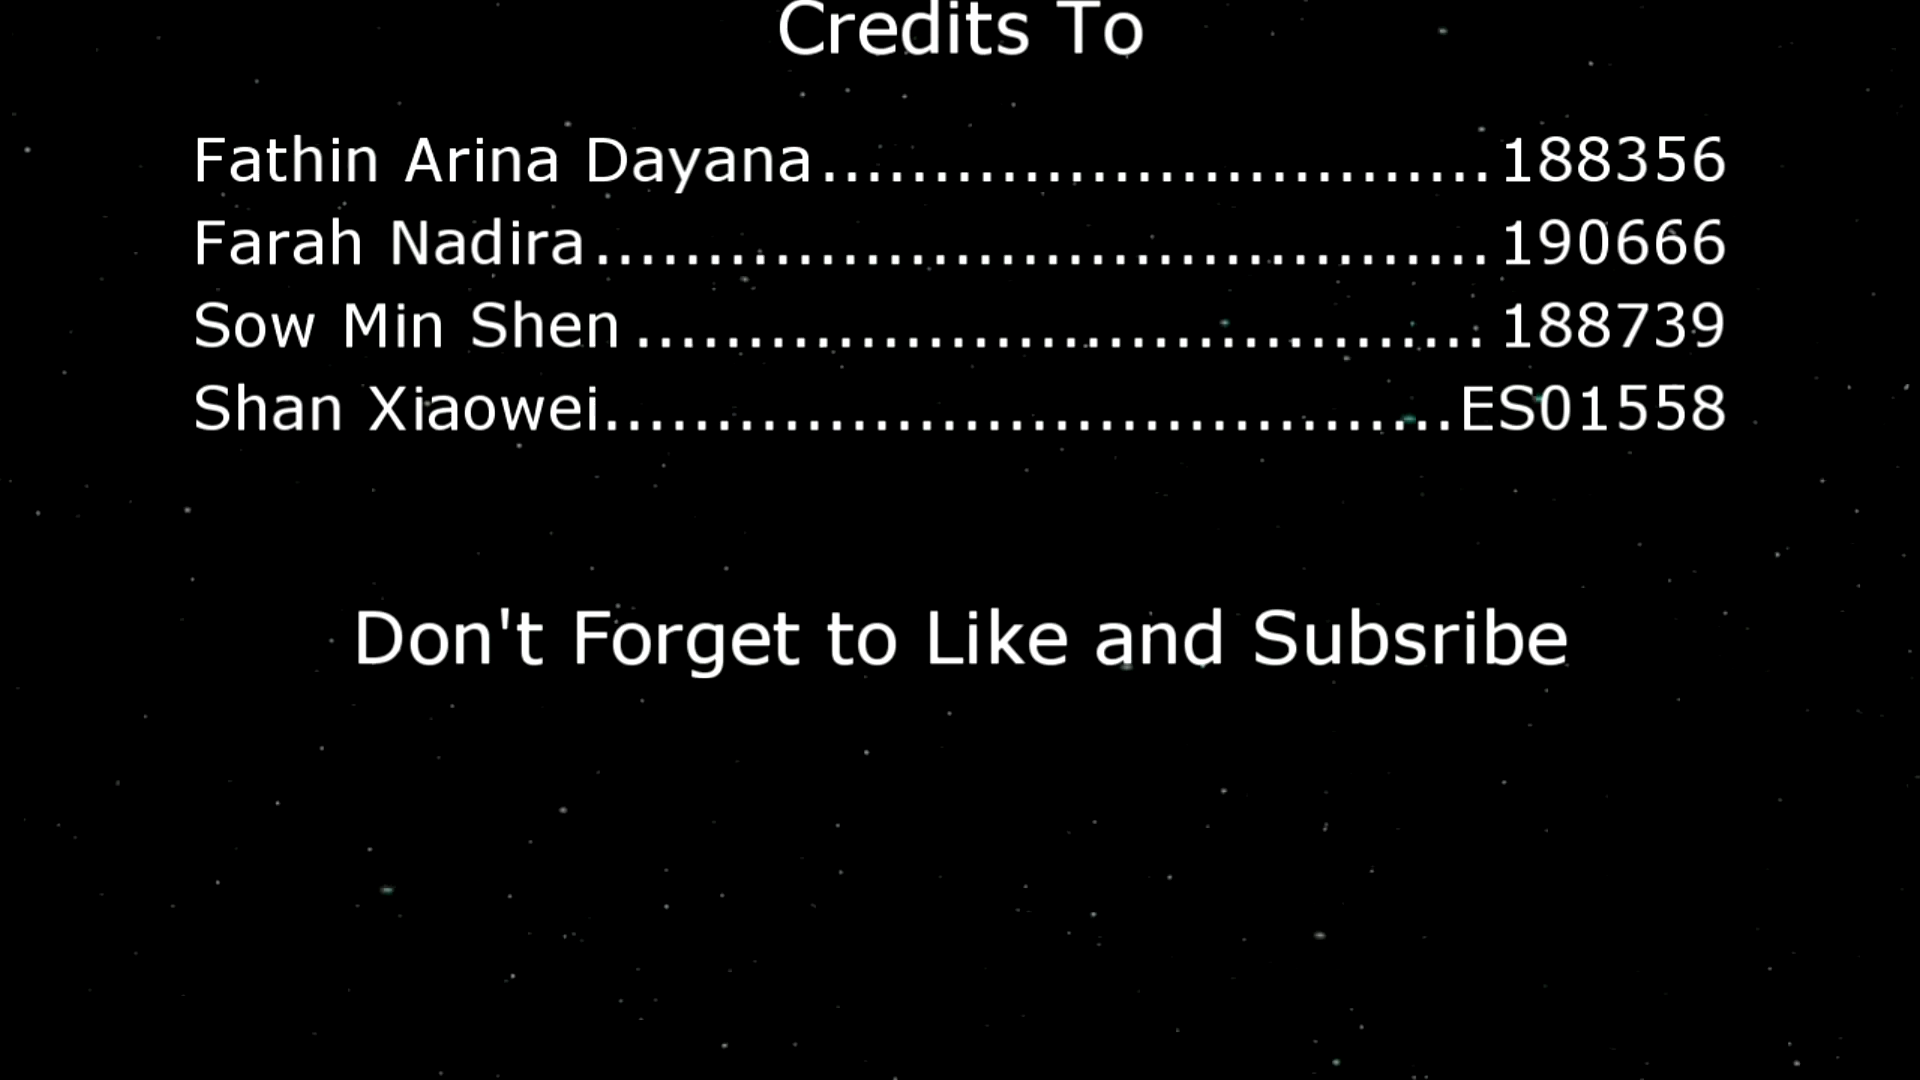 Credits To
Fathin Arina Dayana..............................188356
Farah Nadira........................................190666
Sow Min Shen ...................................... 188739
Shan Xiaowei......................................ES01558
Don't Forget to Like and Subsribe